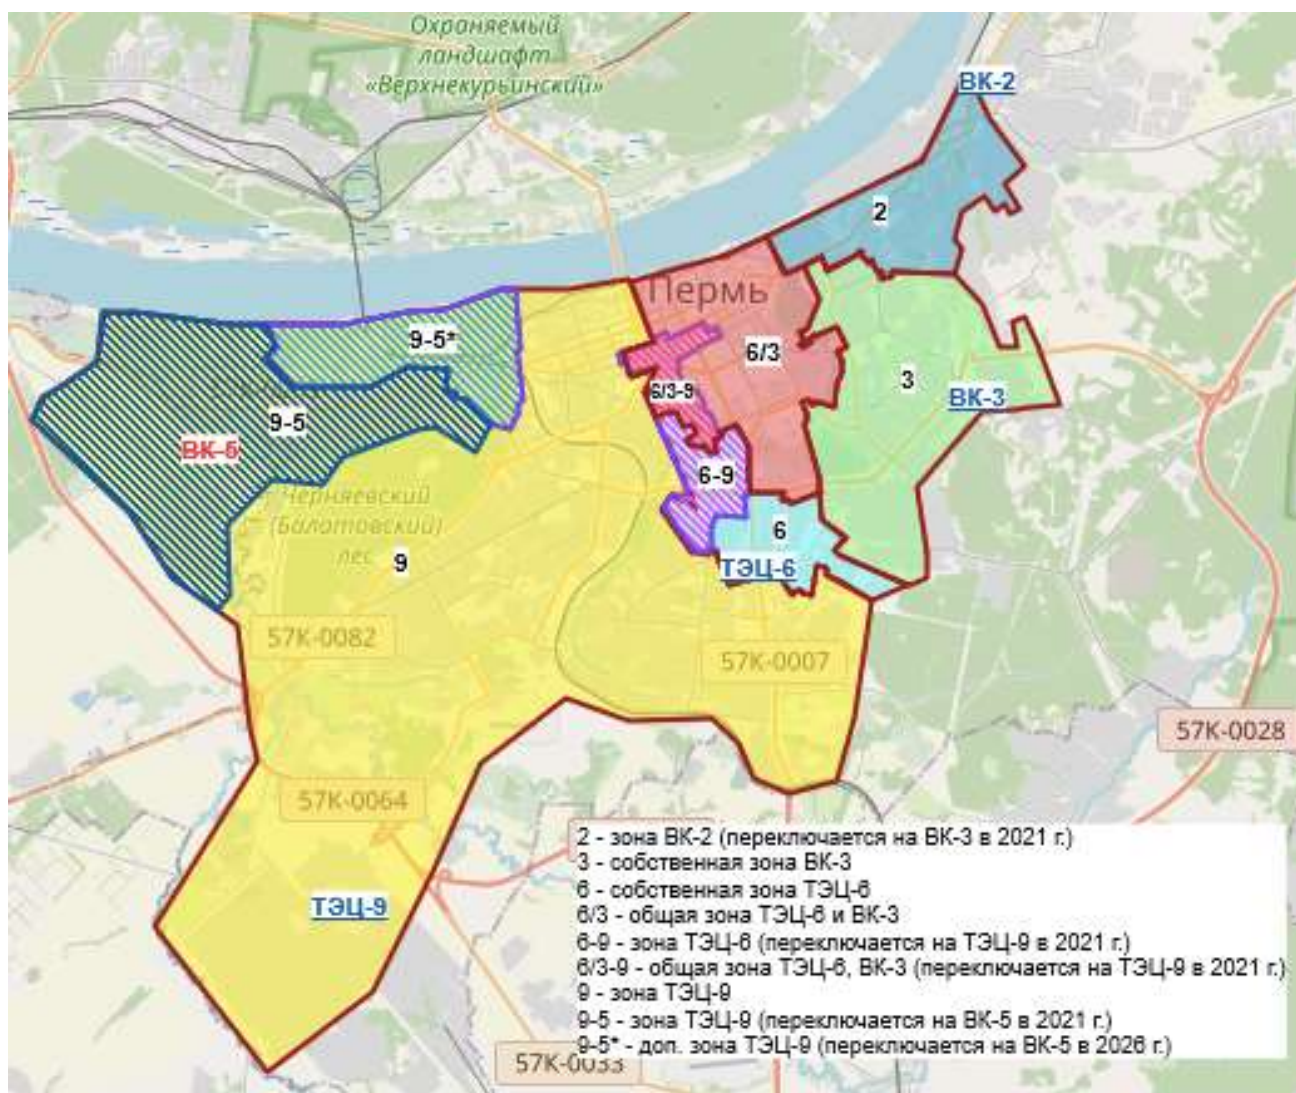 Охраняемый
ландшафт
«Верхнекурьинский»
ВК-2
2
Пермь
9-5*
6/3
6/3-9
3
ВК-3
9-5
ВК-5
6-9
Черняевский
(Балатовский)
лес
9
6
ТЭЦ-6
57К-0082
57К-0007
57К-0028
57К-0064
ТЭЦ-9
2 - зона ВК-2 (переключается на ВК-3 в 2021 г.)
3 - собственная зона ВК-3
6 - собственная зона ТЭЦ-6
6/3 - общая зона ТЭЦ-6 и ВК-3
6-9 - зона ТЭЦ-6 (переключается на ТЭЦ-9 в 2021 г.)
6/3-9 - общая зона ТЭЦ-6, ВК-3 (переключается на ТЭЦ-9 в 2021 г.)
9 - зона ТЭЦ-9
9-5 - зона ТЭЦ-9 (переключается на ВК-5 в 2021 г.)
9-5* - доп. зона ТЭЦ-9 (переключается на ВК-5 в 2026 г.)
57К-0033